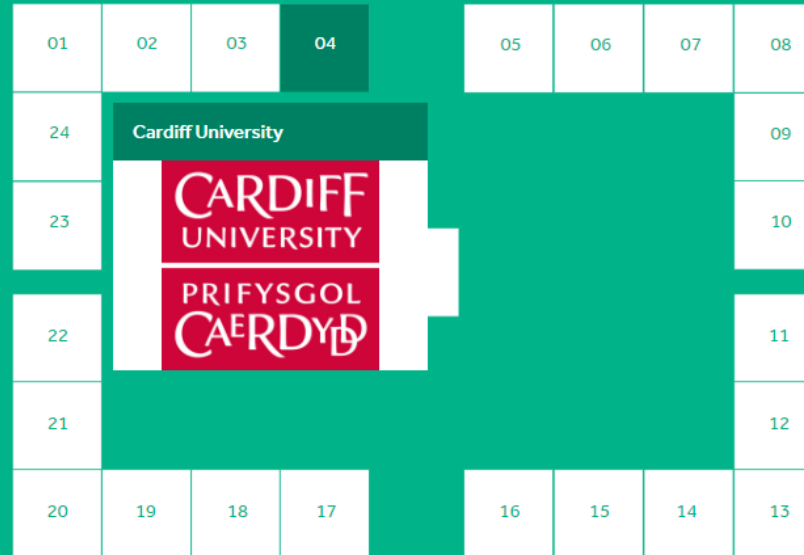 01 02 03 04 05 06 07 08
24 Cardiff University 09
CARDIFF
UNIVERSITY
23 10
PRIFYSGOL
CAERDYDD
22 11
21 12
20 19 18 17 16 15 14 13